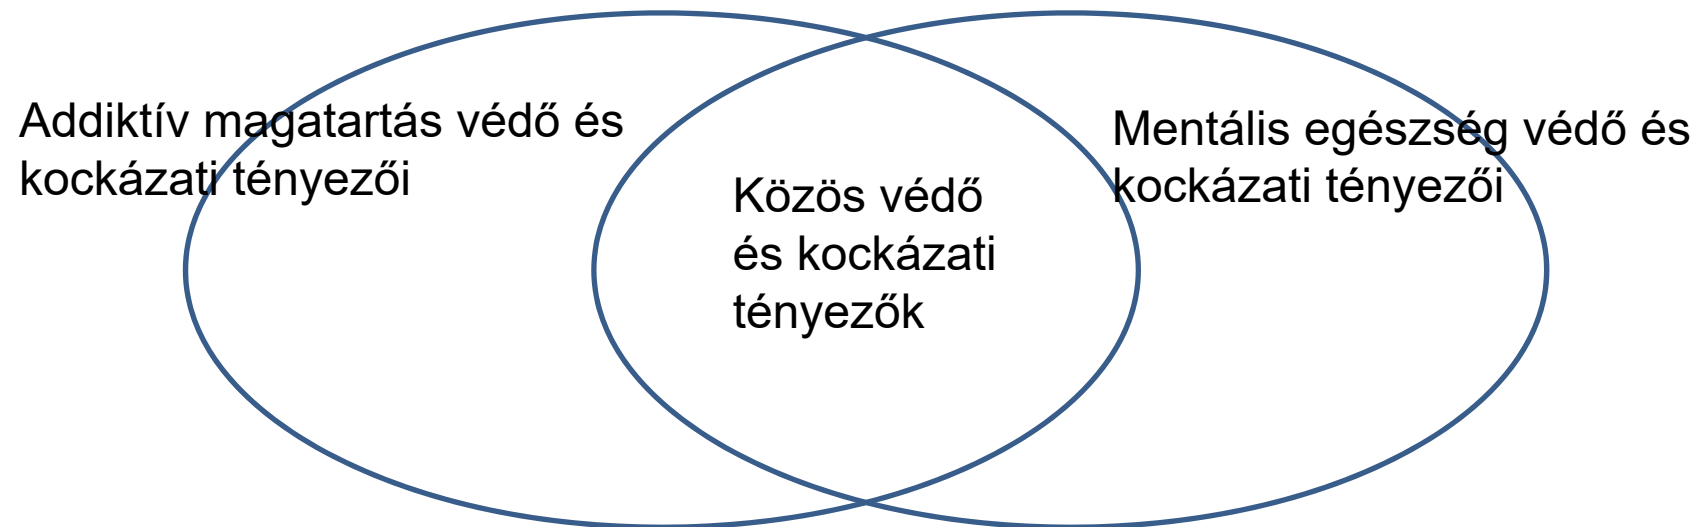 Addiktív magatartás védő és
kockázati tényezői
Közös védő
és kockázati
tényezők
Mentális egészség védő és
kockázati tényezői